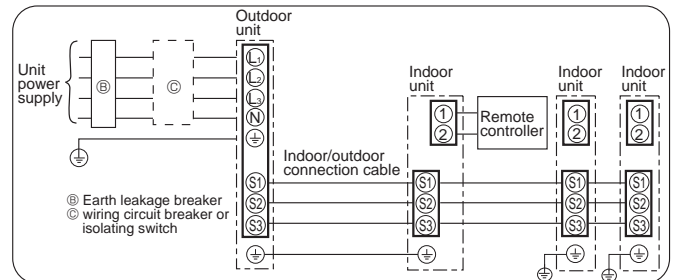 Outdoor
unit
Unit
power
supply
Ⓑ
Ⓒ
L1
L2
L3
N
S1
S2
S3
Indoor/outdoor
connection cable
Ⓑ Earth leakage breaker
Ⓒ wiring circuit breaker or
isolating switch
Indoor
unit
1
2
Remote
controller
S1
S2
S3
Indoor
unit
1
2
S1
S2
S3
Indoor
unit
1
2
S1
S2
S3